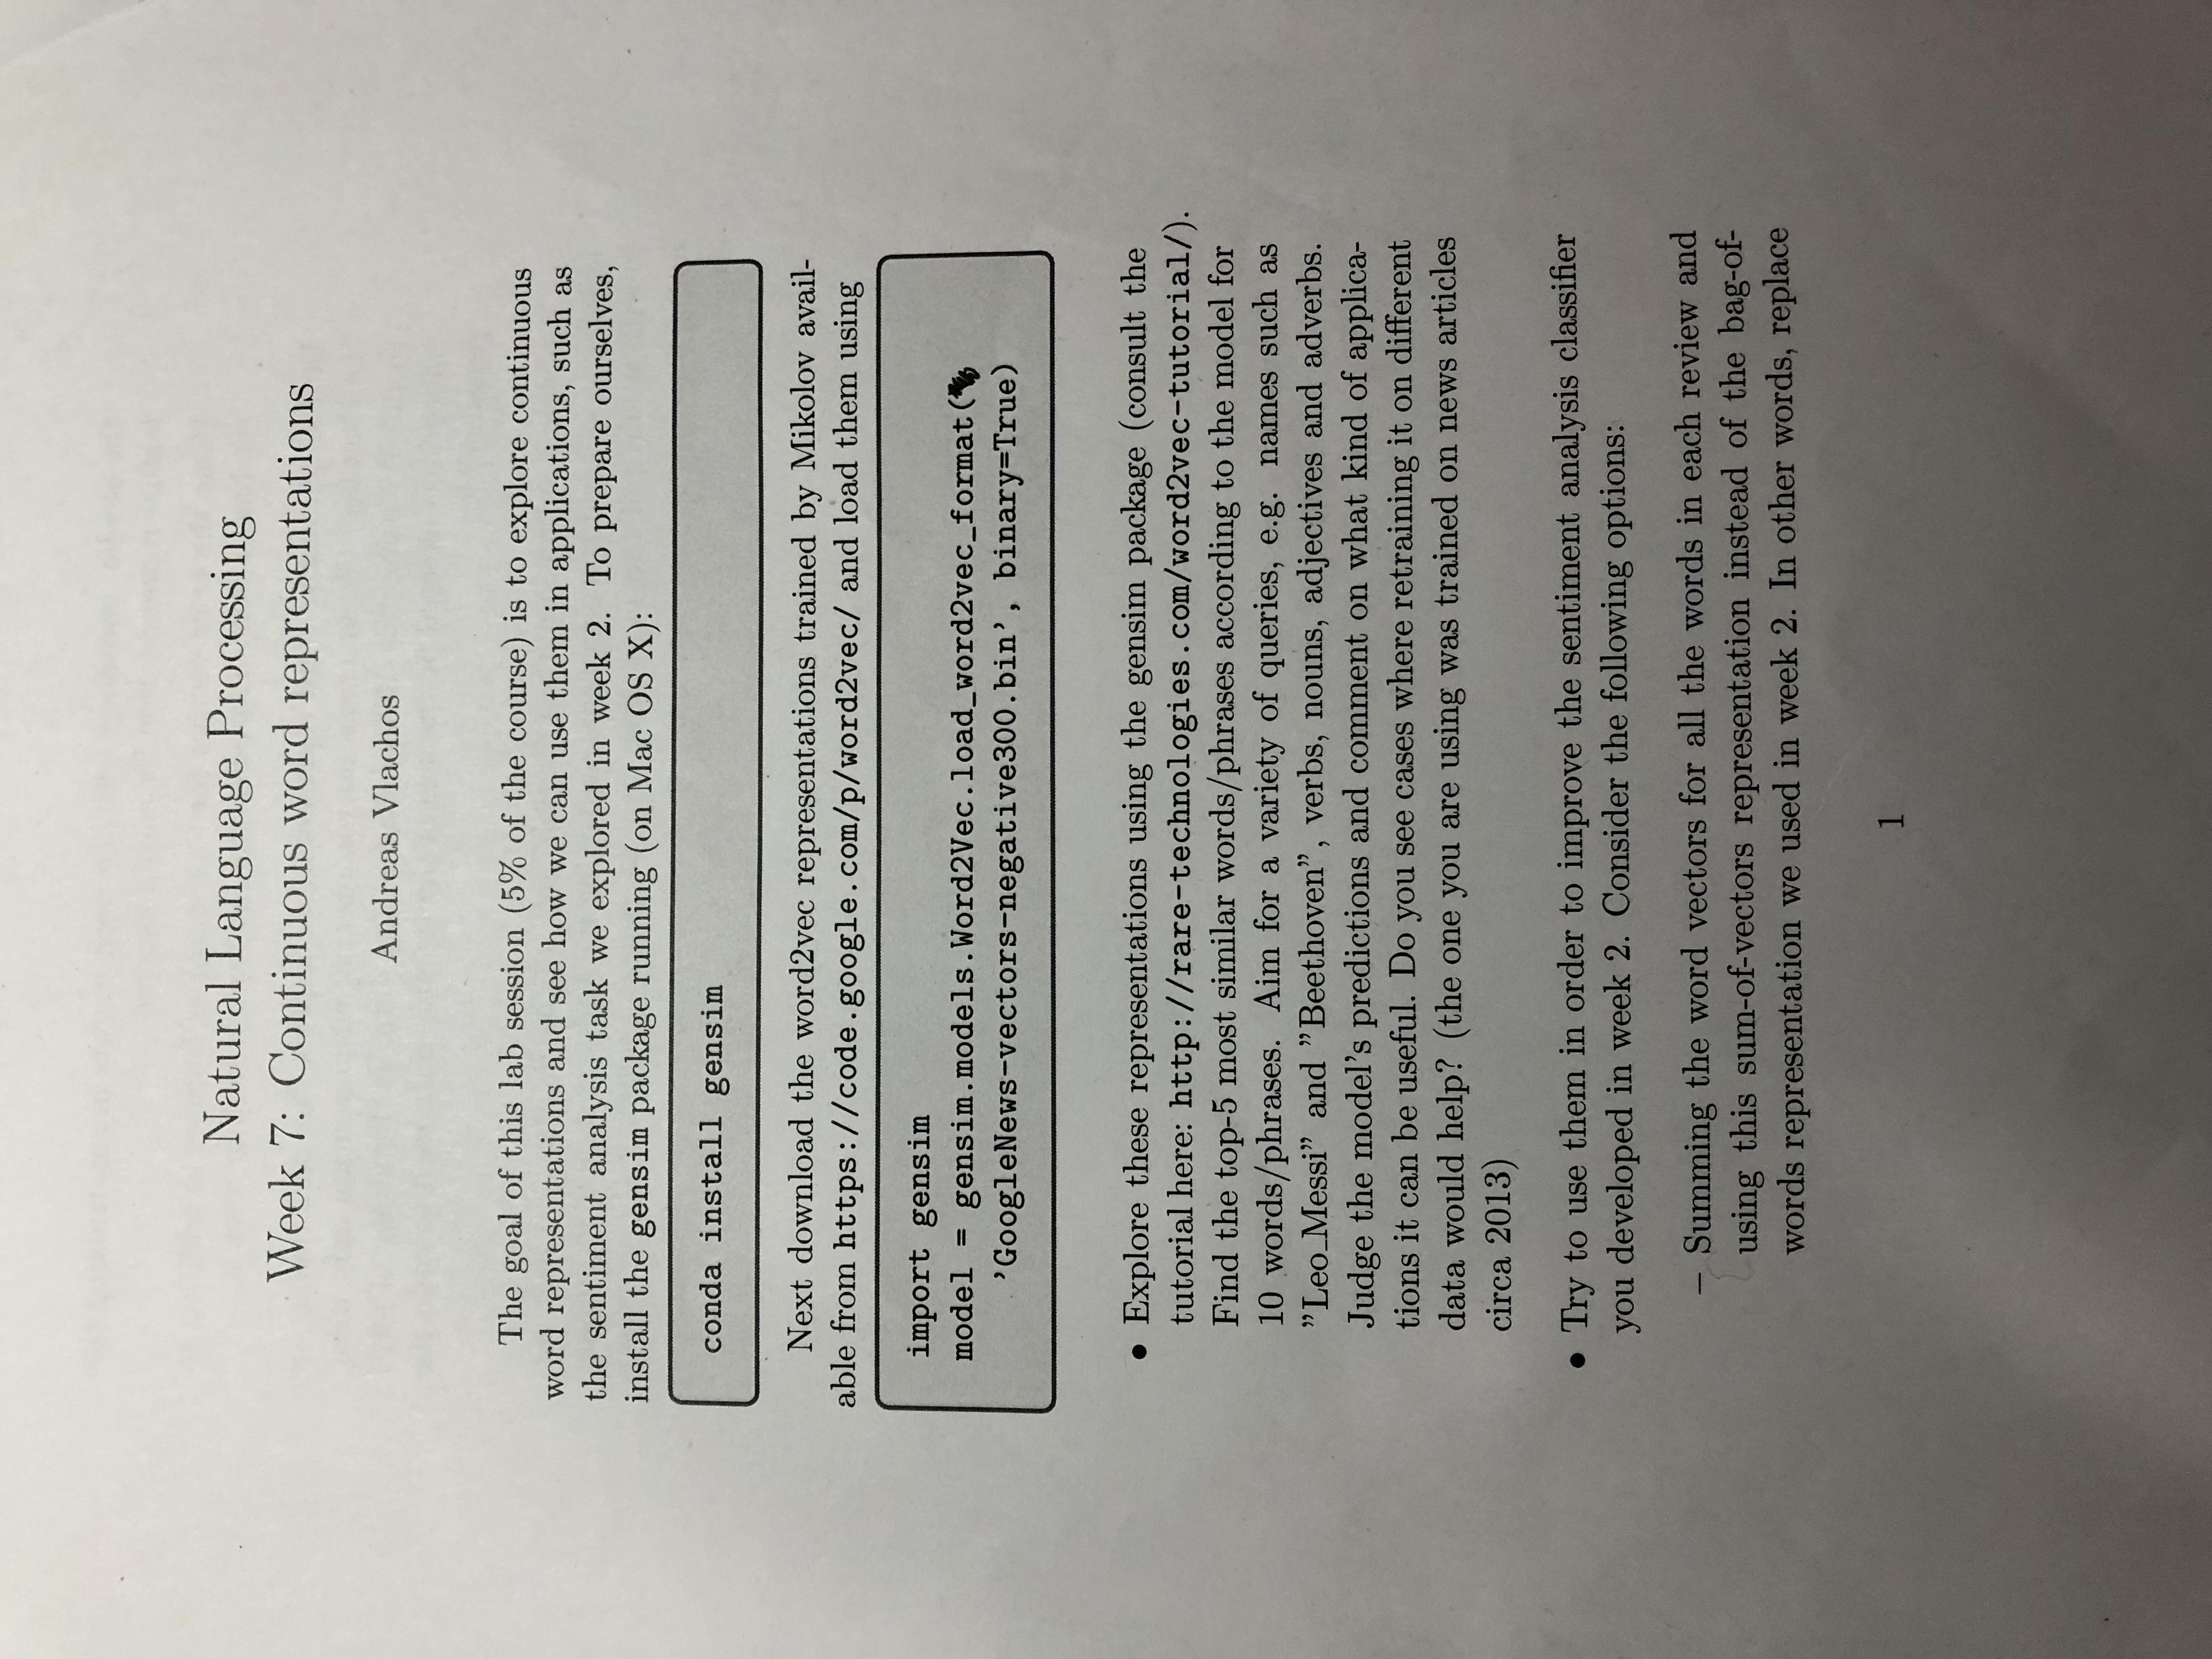 Natural Language Processing
Week 7: Continuous word representations
Andreas Vlachos
The goal of this lab session (5% of the course) is to explore continuous
word representations and see how we can use them in applications, such as
the sentiment analysis task we explored in week 2. To prepare ourselves,
install the gensim package running (on Mac OS X):
conda install gensim
Next download the word2vec representations trained by Mikolov avail-
able from https://code.google.com/p/word2vec/ and load them using
import gensim
model = gensim.models.Word2Vec.load_word2vec_format(
’GoogleNews-vectors-negative300.bin’, binary=True)
• Explore these representations using the gensim package (consult the
tutorial here: http://rare-technologies.com/word2vec-tutorial/).
Find the top-5 most similar words/phrases according to the model for
10 words/phrases. Aim for a variety of queries, e.g. names such as
”Leo_Messi” and ”Beethoven”, verbs, nouns, adjectives and adverbs.
Judge the model’s predictions and comment on what kind of applica-
tions it can be useful. Do you see cases where retraining it on different
data would help? (the one you are using was trained on news articles
circa 2013)
• Try to use them in order to improve the sentiment analysis classifier
you developed in week 2. Consider the following options:
– Summing the word vectors for all the words in each review and
using this sum-of-vectors representation instead of the bag-of-
words representation we used in week 2. In other words, replace
1